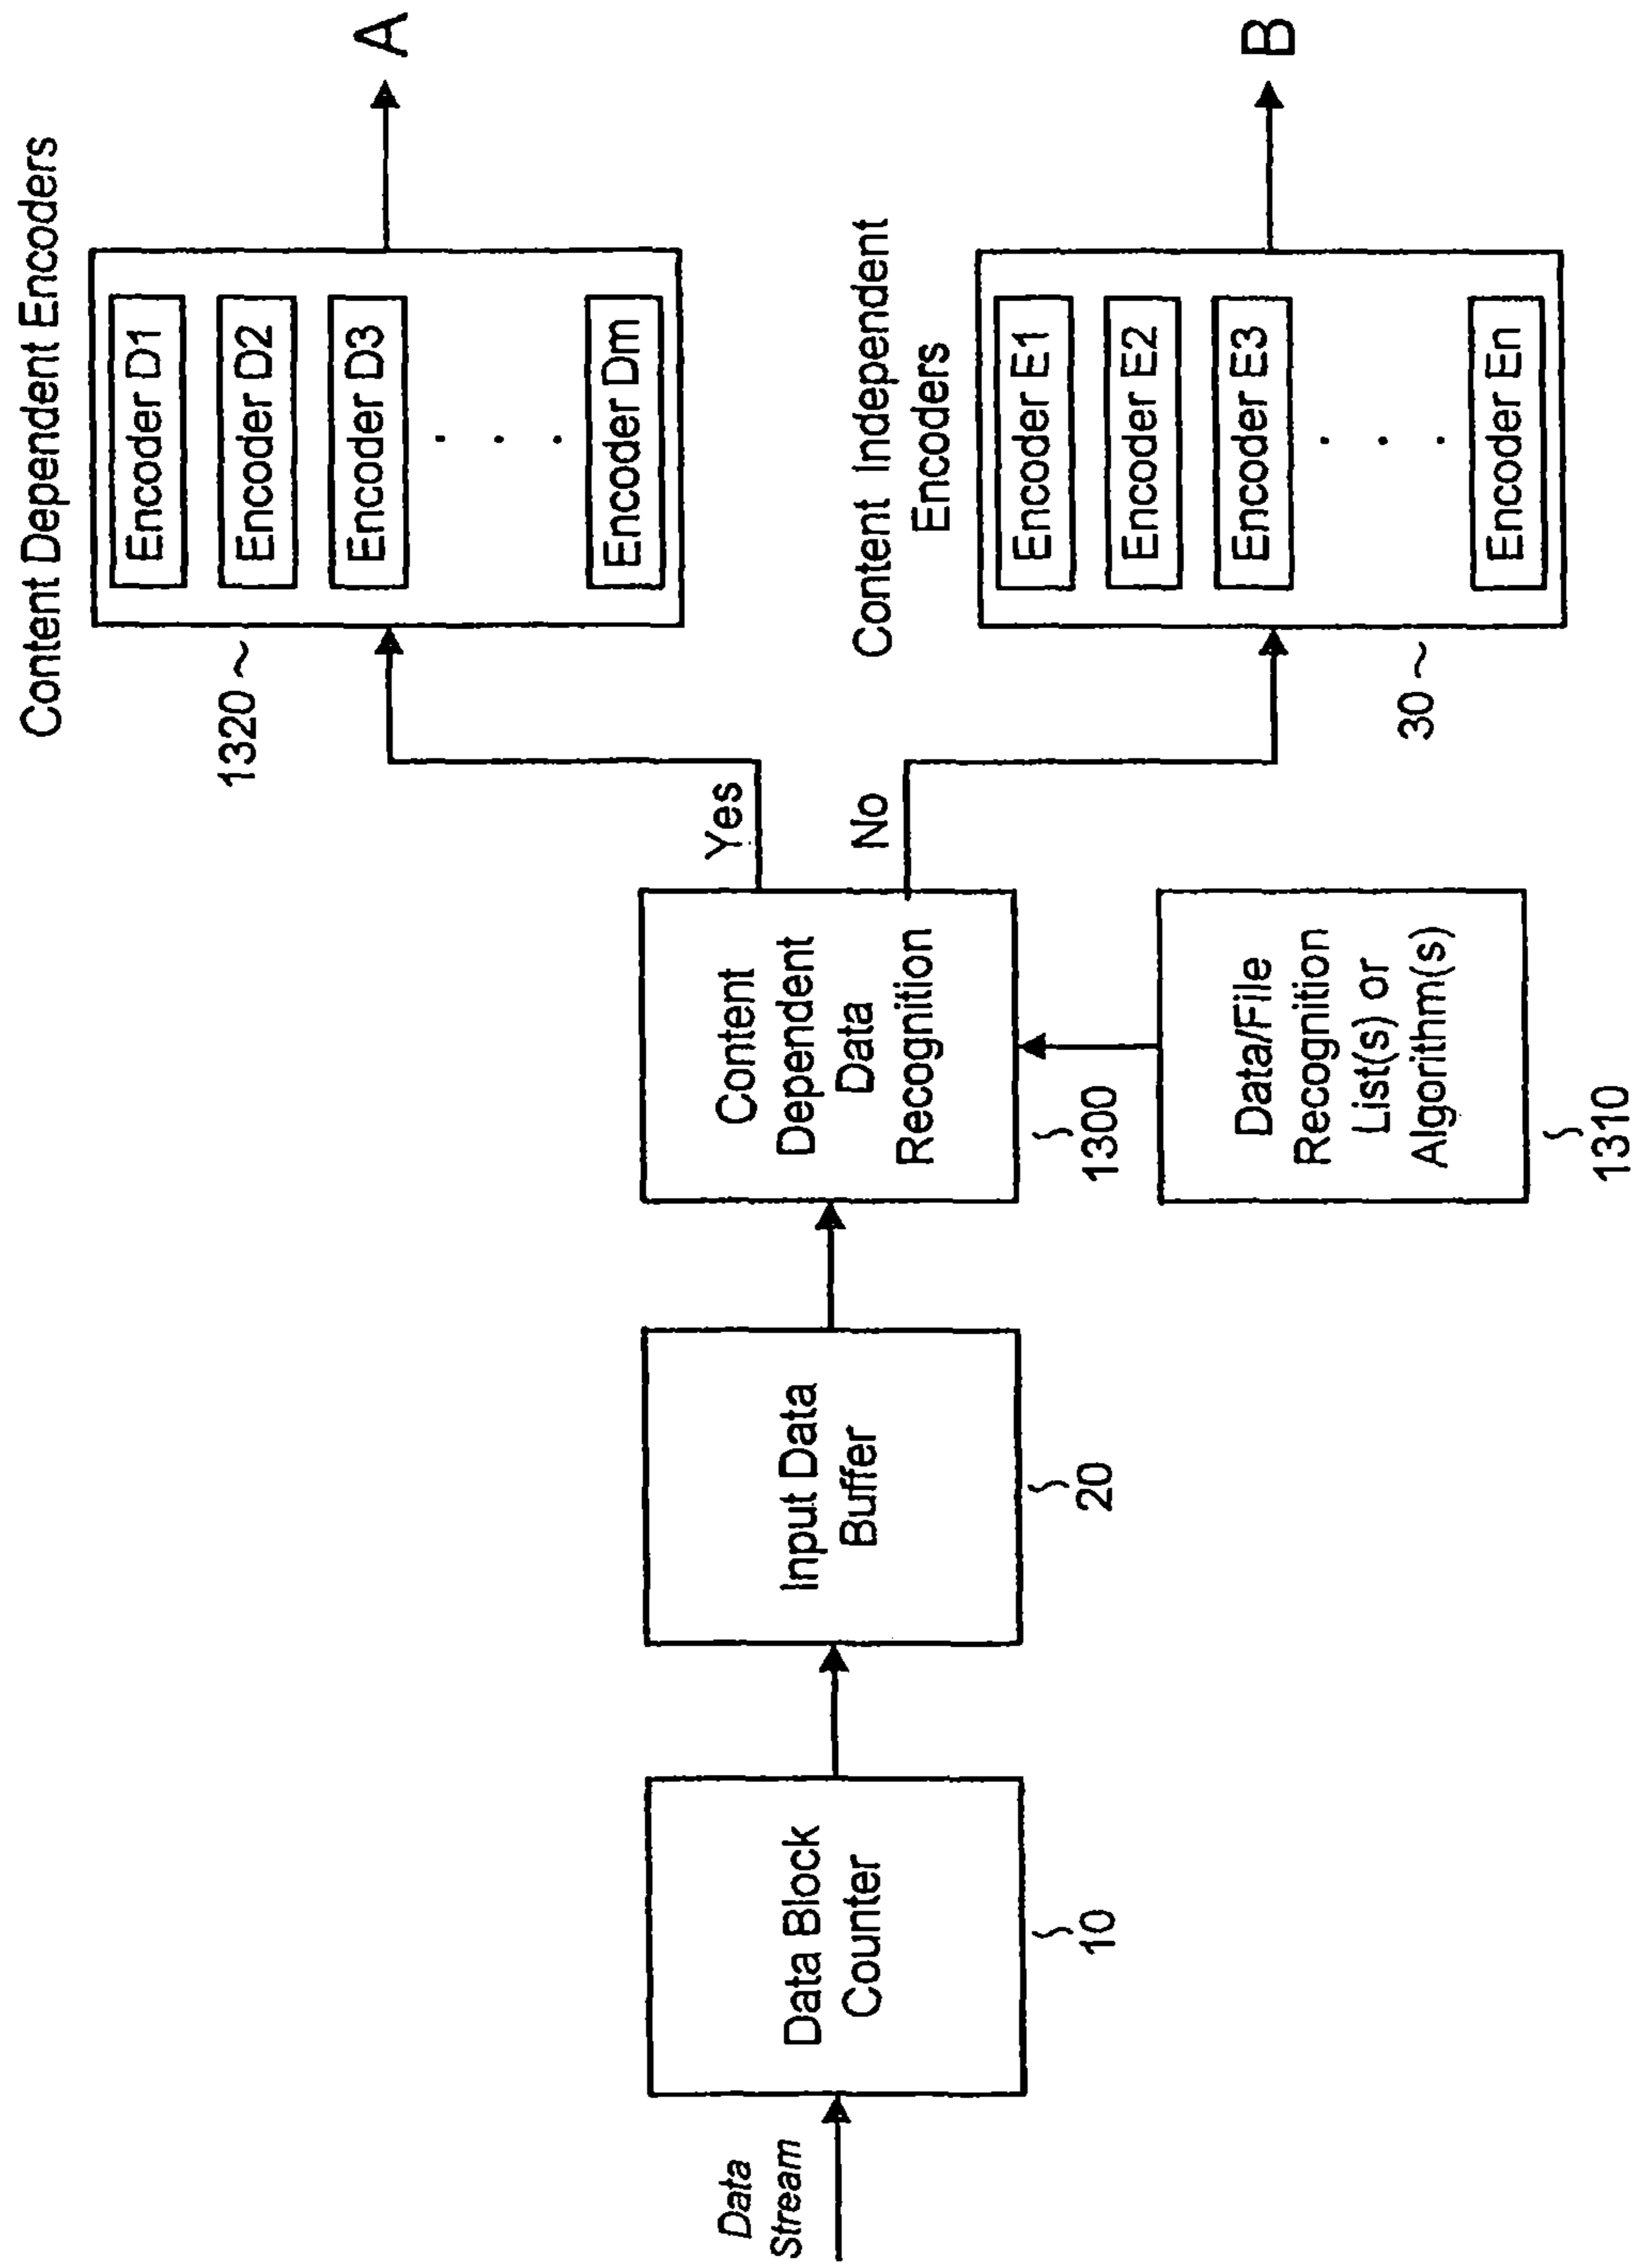 Data
Stream
Data Block
Counter
10
Input Data
Buffer
20
Content
Dependent
Data
Recognition
1300
Data/File
Recognition
List(s) or
Algorithm(s)
1310
Yes
No
Content Dependent Encoders
1320
Encoder D1
Encoder D2
Encoder D3
Encoder Dm
A
Content Independent
Encoders
30
Encoder E1
Encoder E2
Encoder E3
Encoder En
B